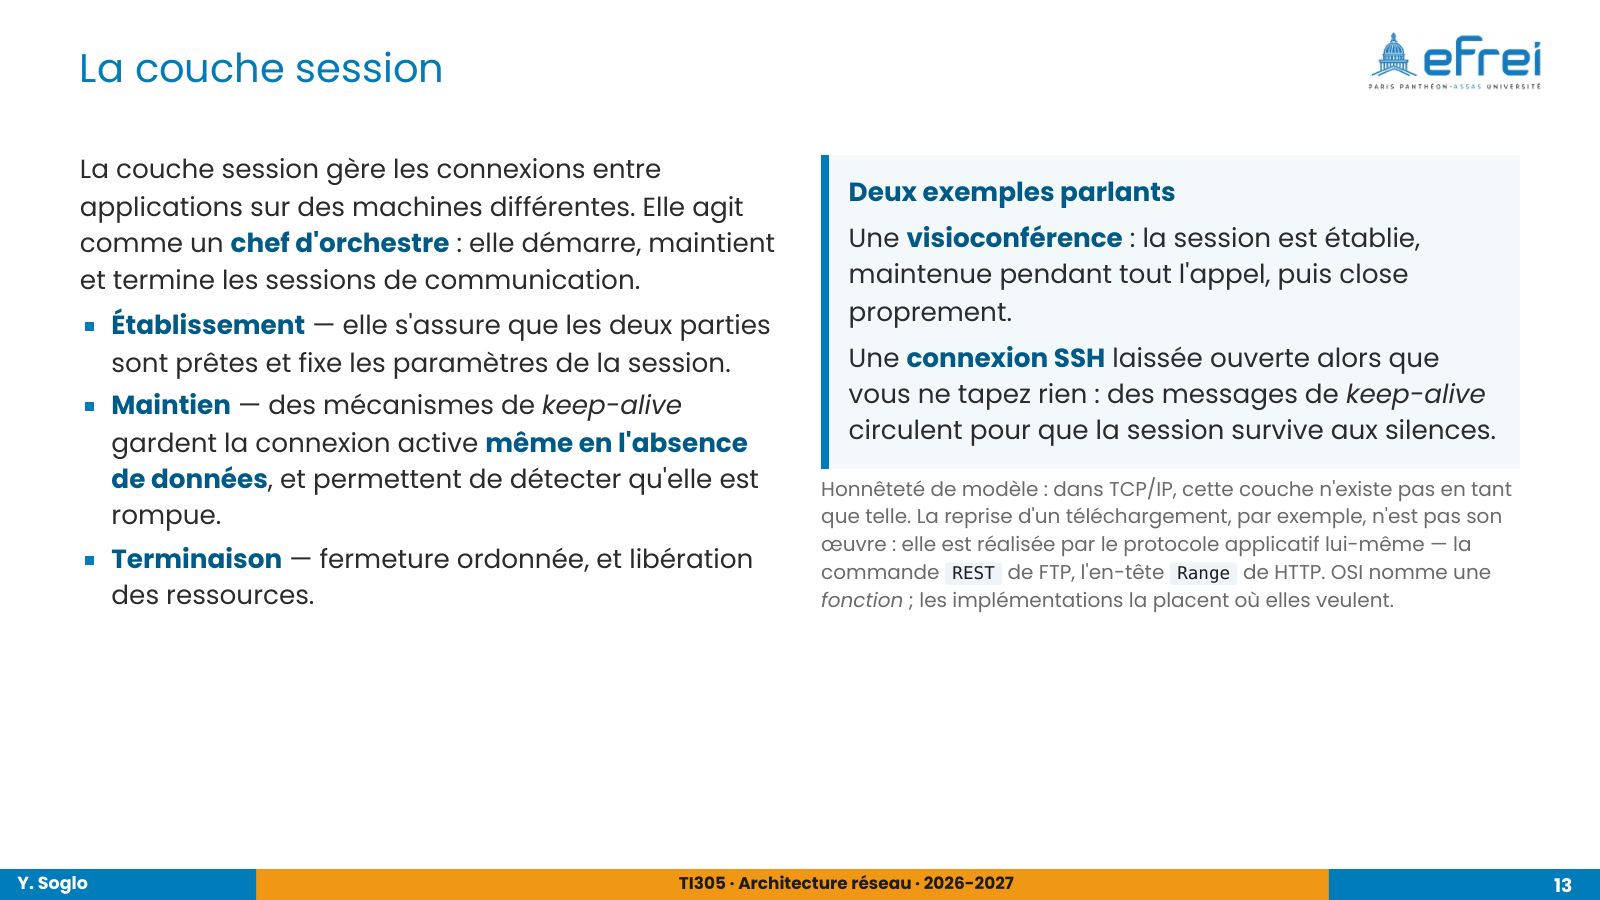 La couche session
efrei
PARIS PANTHÉON-ASSAS UNIVERSITÉ
La couche session gère les connexions entre
applications sur des machines différentes. Elle agit
comme un chef d'orchestre : elle démarre, maintient
et termine les sessions de communication.
▪ Établissement — elle s'assure que les deux parties
sont prêtes et fixe les paramètres de la session.
▪ Maintien — des mécanismes de keep-alive
gardent la connexion active même en l'absence
de données, et permettent de détecter qu'elle est
rompue.
▪ Terminaison — fermeture ordonnée, et libération
des ressources.
Deux exemples parlants
Une visioconférence : la session est établie,
maintenue pendant tout l'appel, puis close
proprement.
Une connexion SSH laissée ouverte alors que
vous ne tapez rien : des messages de keep-alive
circulent pour que la session survive aux silences.
Honnêteté de modèle : dans TCP/IP, cette couche n'existe pas en tant
que telle. La reprise d'un téléchargement, par exemple, n'est pas son
œuvre : elle est réalisée par le protocole applicatif lui-même — la
commande REST de FTP, l'en-tête Range de HTTP. OSI nomme une
fonction ; les implémentations la placent où elles veulent.
Y. Soglo
TI305 · Architecture réseau · 2026-2027
13